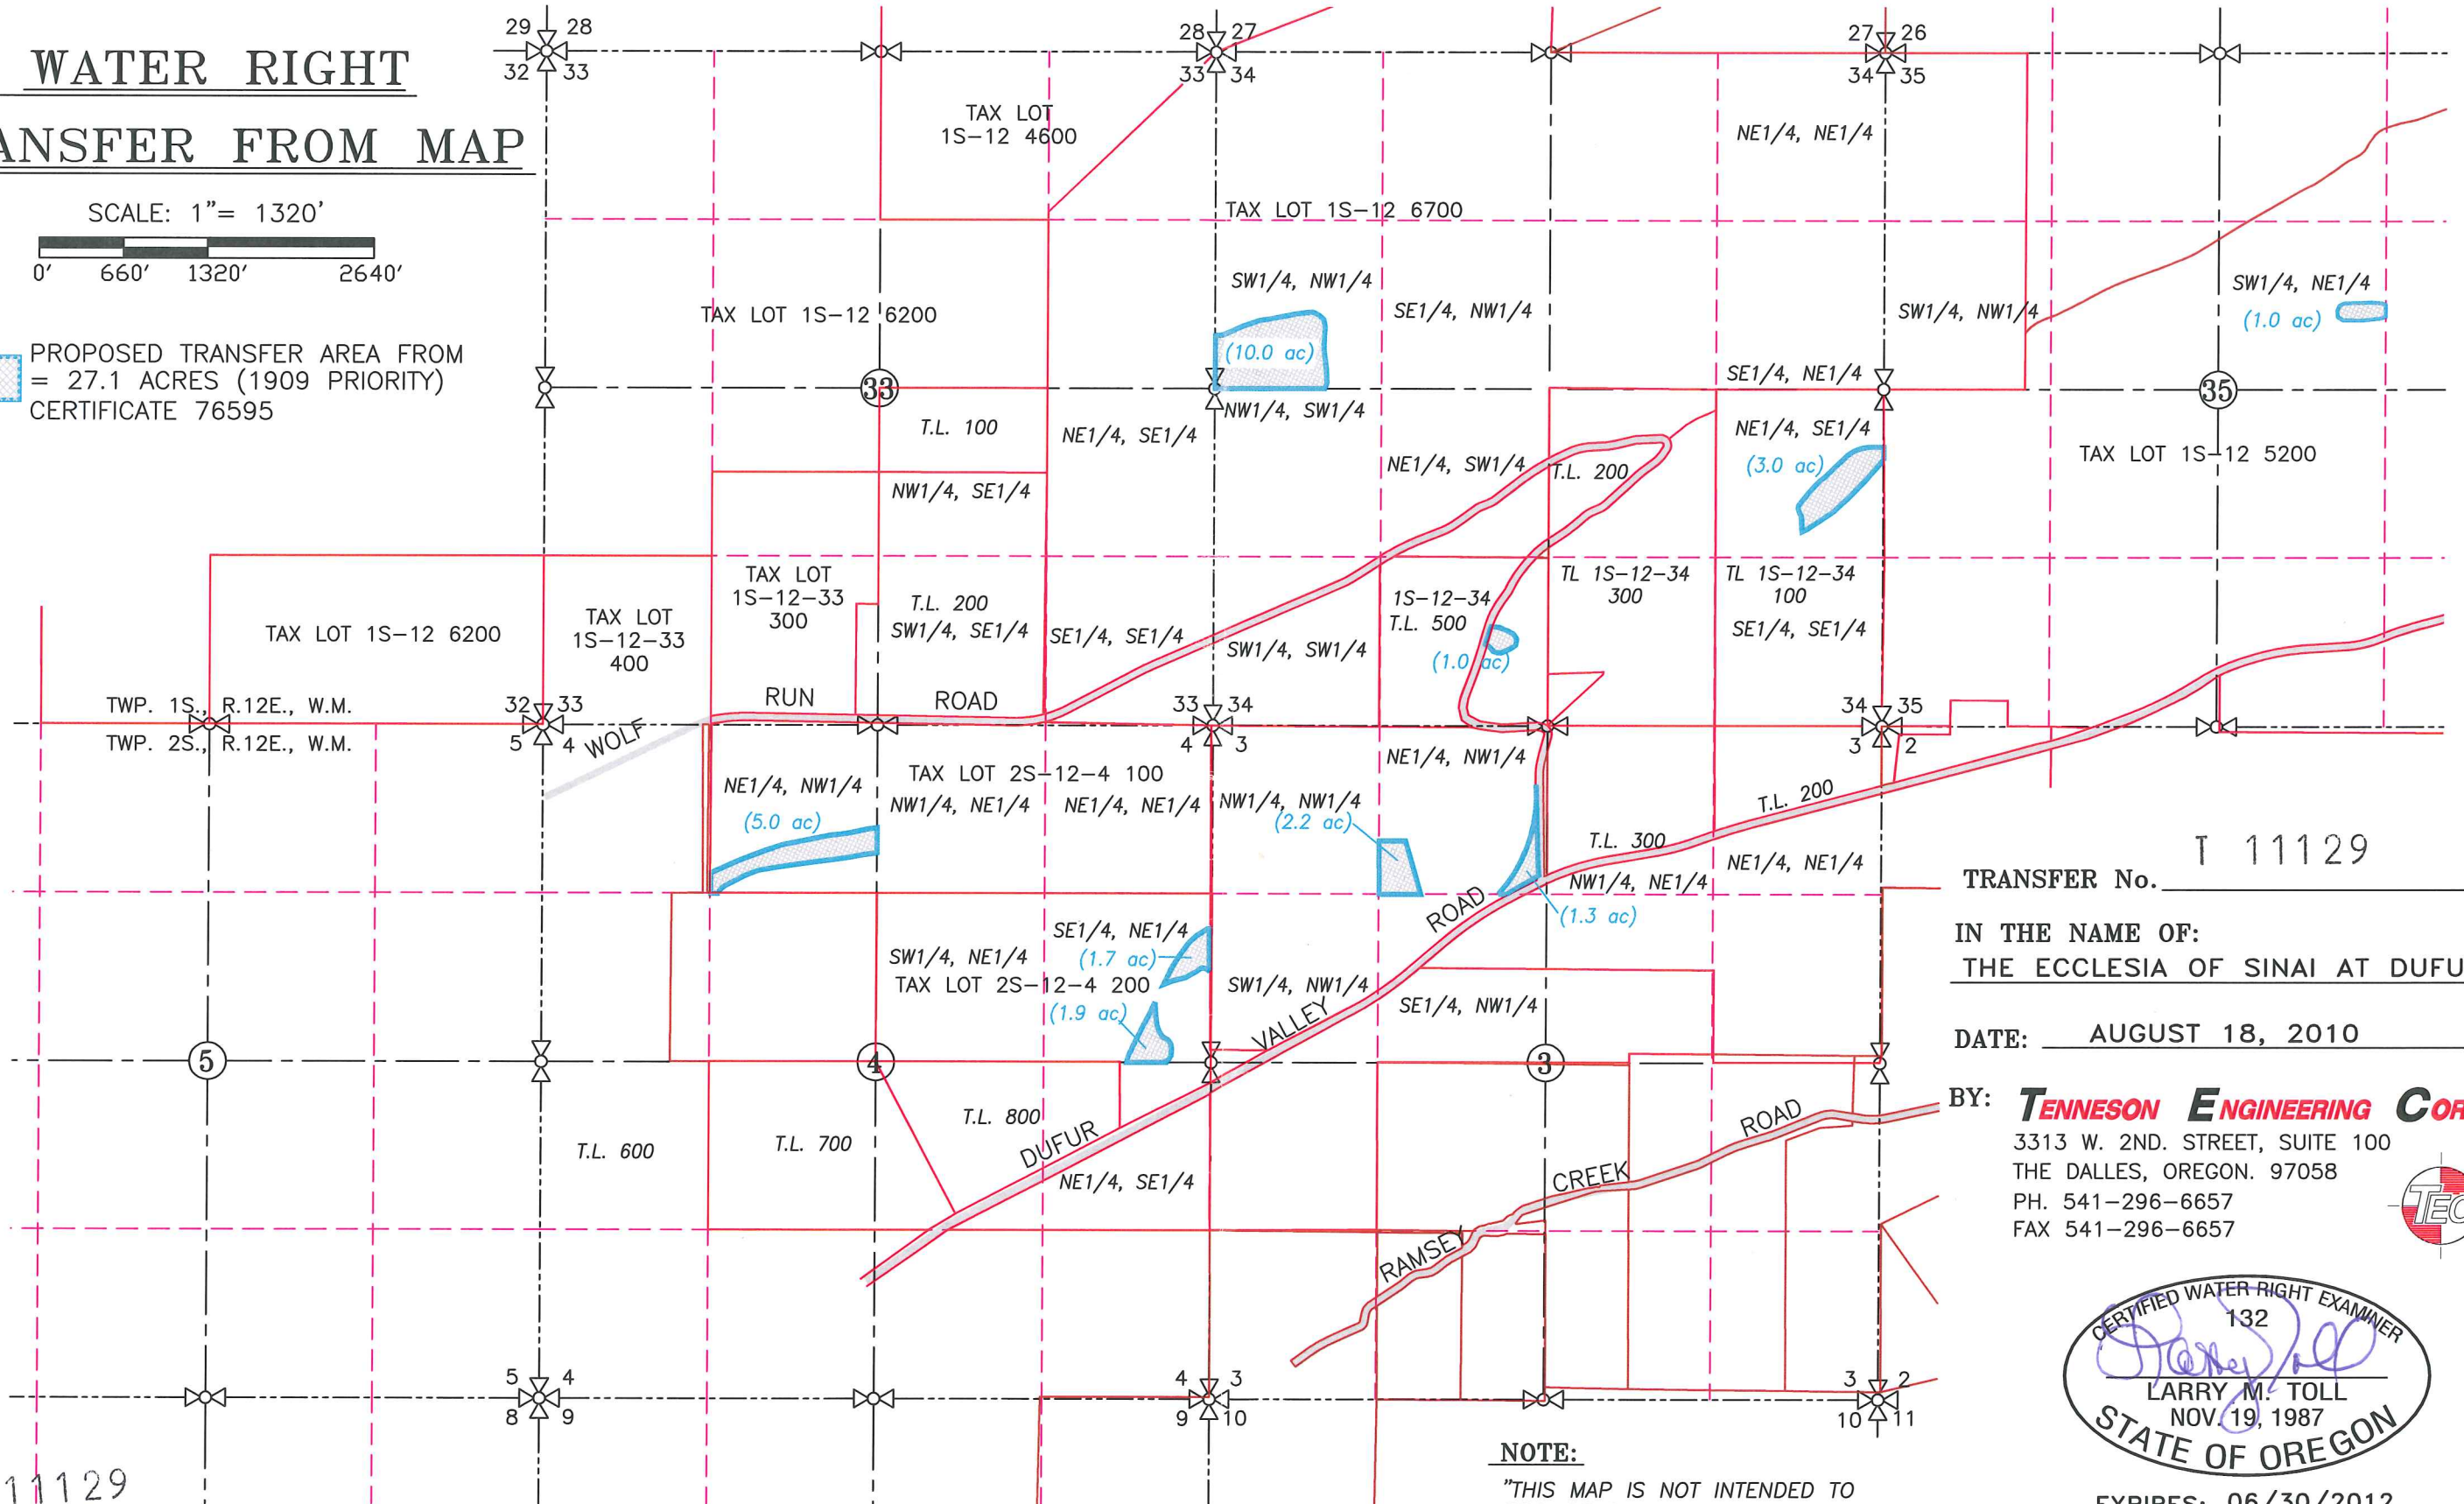 WATER RIGHT
ANSFER FROM MAP
SCALE: 1"= 1320'
0' 660' 1320' 2640'
PROPOSED TRANSFER AREA FROM
= 27.1 ACRES (1909 PRIORITY)
CERTIFICATE 76595
29 28
32 33
28 27
33 34
27 26
34 35
TAX LOT
1S-12 4600
NE1/4, NE1/4
TAX LOT 1S-12 6700
SW1/4, NW1/4
SE1/4, NW1/4
SW1/4, NW1/4
SW1/4, NE1/4
(1.0 ac)
TAX LOT 1S-12 6200
(10.0 ac)
SE1/4, NE1/4
33
35
NW1/4, SW1/4
T.L. 100
NE1/4, SE1/4
NE1/4, SE1/4
(3.0 ac)
TAX LOT 1S-12 5200
NE1/4, SW1/4
T.L. 200
NW1/4, SE1/4
TAX LOT
1S-12-33
300
TL 1S-12-34
300
TL 1S-12-34
100
1S-12-34
T.L. 500
T.L. 200
SW1/4, SE1/4
TAX LOT
1S-12-33
400
TAX LOT 1S-12 6200
SE1/4, SE1/4
SW1/4, SW1/4
SE1/4, SE1/4
(1.0 ac)
RUN ROAD
WOLF
TWP. 1S., R.12E., W.M.
TWP. 2S., R.12E., W.M.
32 33
5 4
33 34
4 3
34 35
3 2
NE1/4, NW1/4
TAX LOT 2S-12-4 100
NE1/4, NW1/4
NW1/4, NE1/4
NE1/4, NE1/4
NW1/4, NW1/4
T.L. 200
(5.0 ac)
(2.2 ac)
T.L. 300
NE1/4, NE1/4
NW1/4, NE1/4
(1.3 ac)
ROAD
SE1/4, NE1/4
(1.7 ac)
SW1/4, NE1/4
TAX LOT 2S-12-4 200
(1.9 ac)
SW1/4, NW1/4
SE1/4, NW1/4
VALLEY
5
4
3
T.L. 800
DUFUR
T.L. 600
T.L. 700
NE1/4, SE1/4
ROAD
CREEK
RAMSEY
5 4
8 9
4 3
9 10
3 2
10 11
T 11129
TRANSFER No.
IN THE NAME OF:
THE ECCLESIA OF SINAI AT DUFU
DATE: AUGUST 18, 2010
BY: TENNESON ENGINEERING COR
3313 W. 2ND. STREET, SUITE 100
THE DALLES, OREGON. 97058
PH. 541-296-6657
FAX 541-296-6657
TEC
CERTIFIED WATER RIGHT EXAMINER
132
LARRY M. TOLL
NOV. 19, 1987
STATE OF OREGON
EXPIRES: 06/30/2012
NOTE:
"THIS MAP IS NOT INTENDED TO
11129